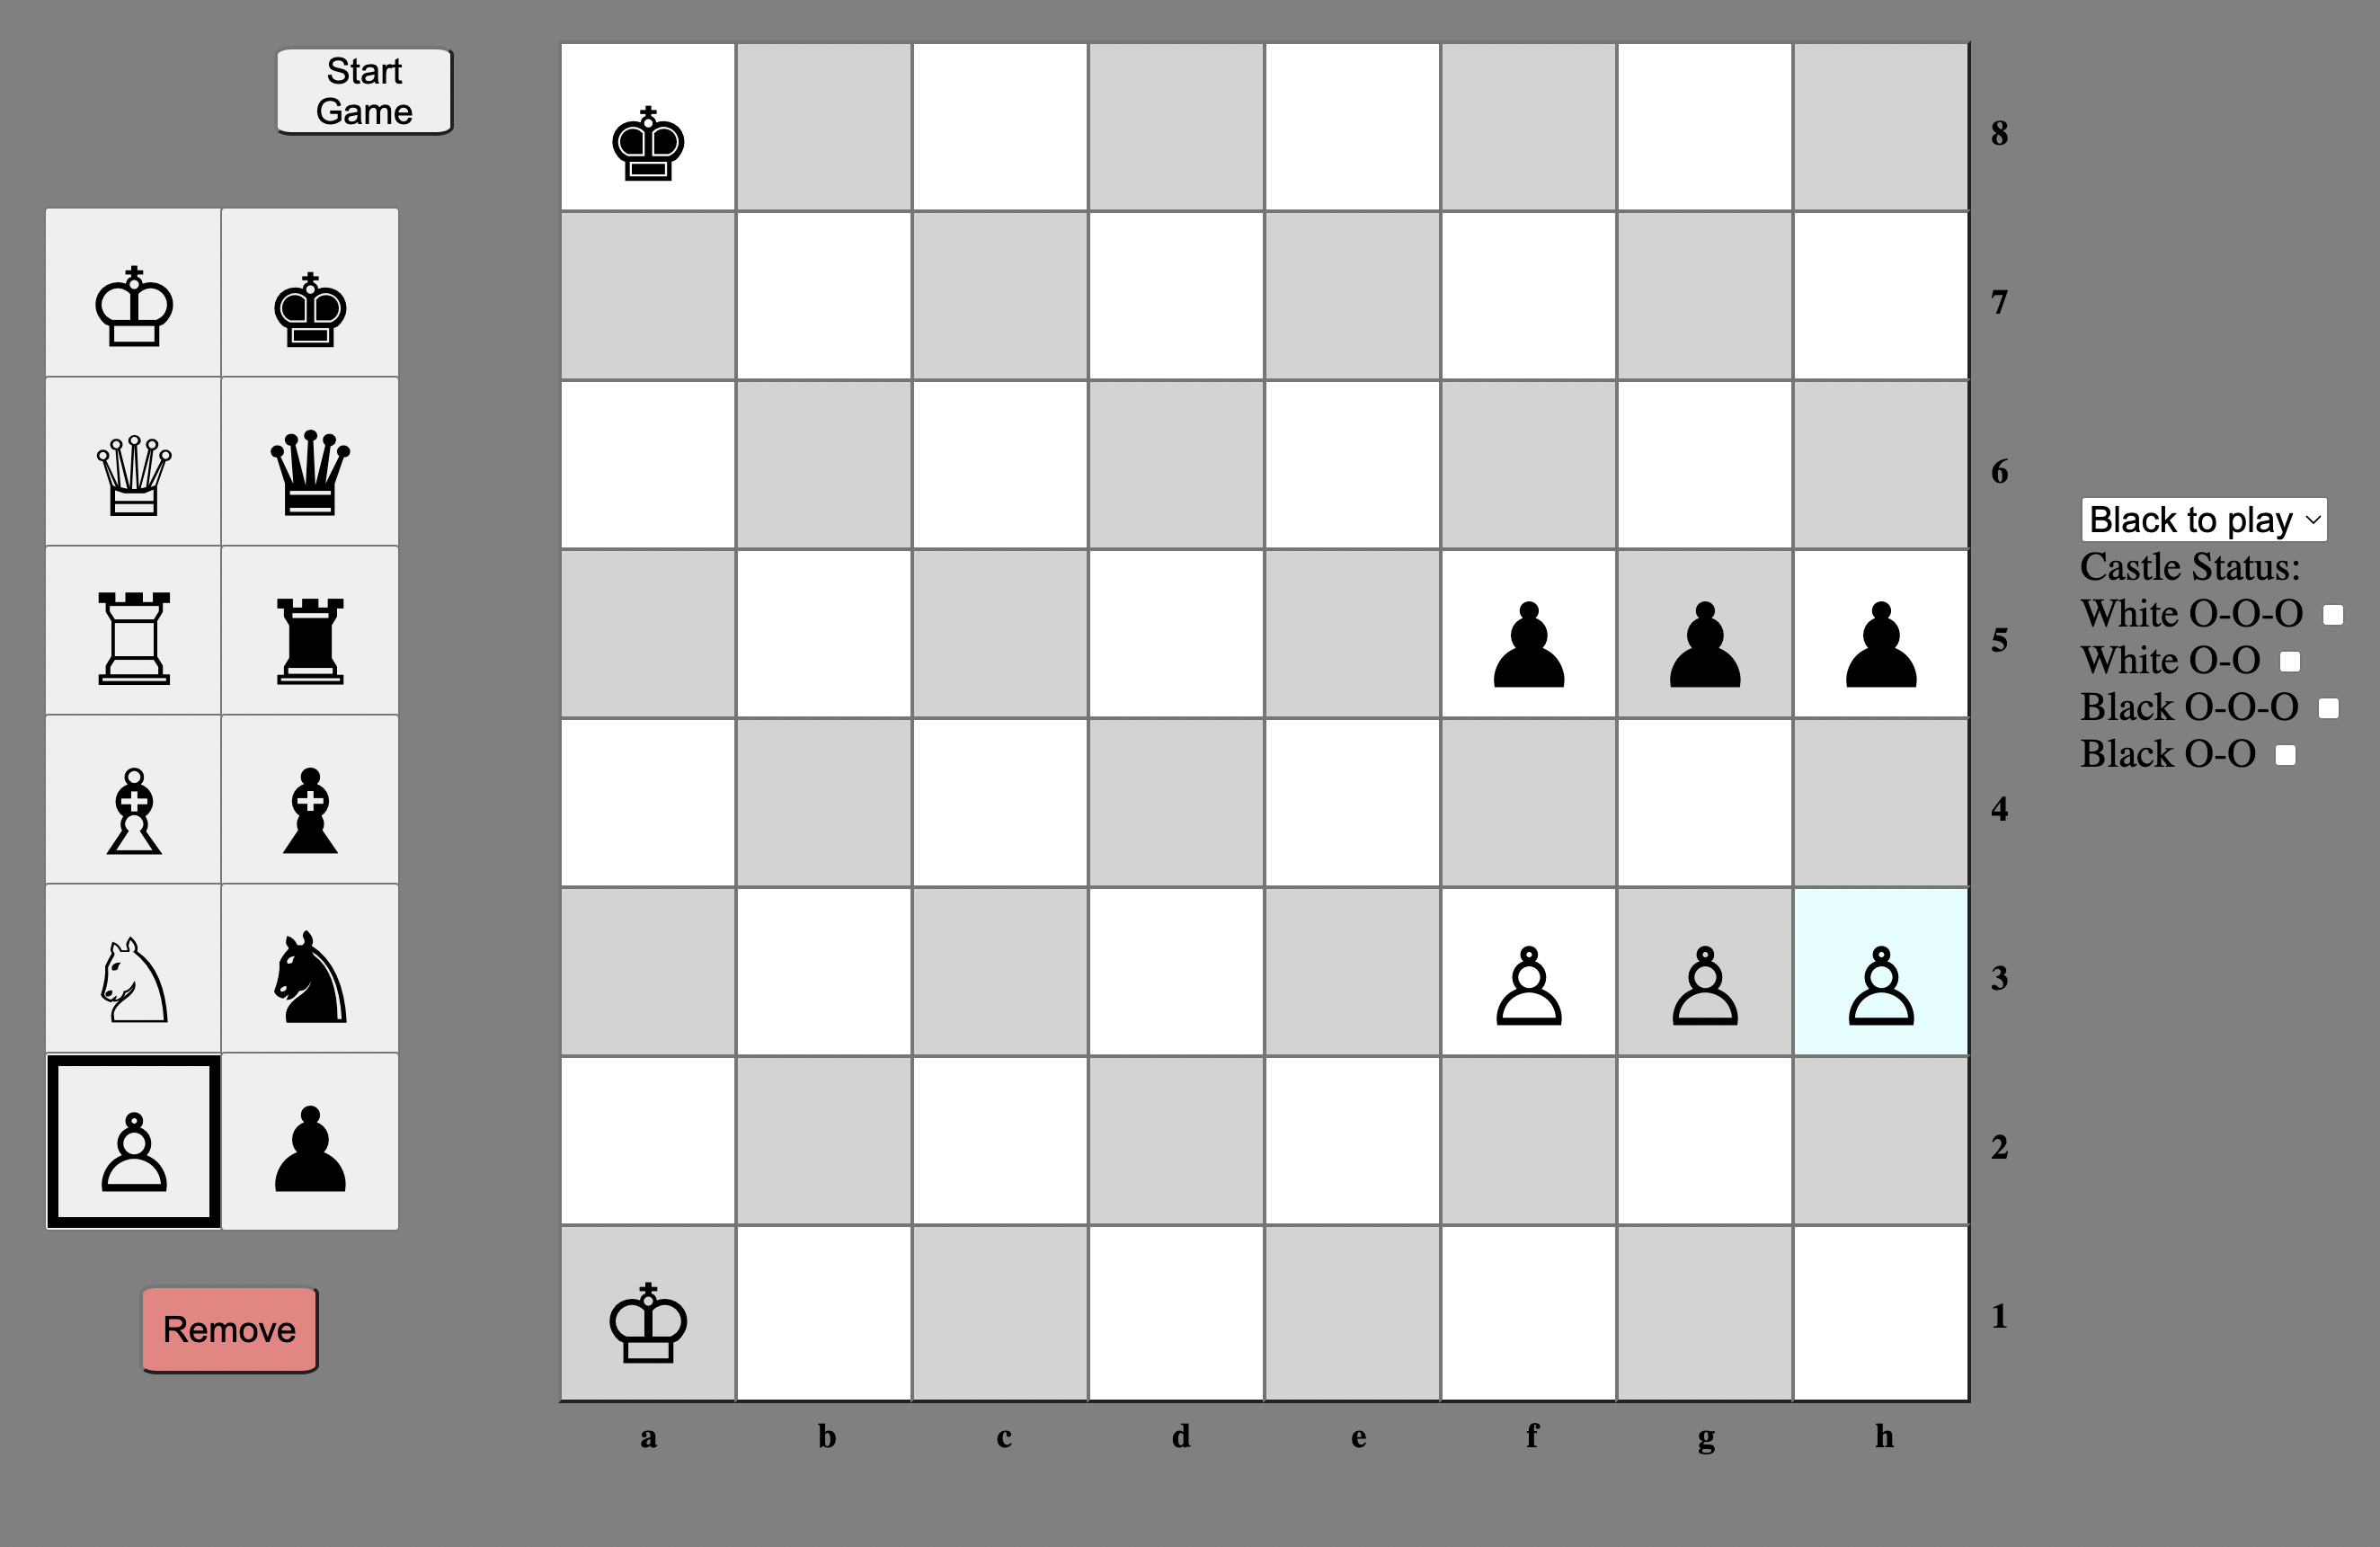 Start
Game
8
7
6
5
4
3
2
1
Black to play
Castle Status:
White O-O-O
White O-O
Black O-O-O
Black O-O
Remove
a b c d e f g h